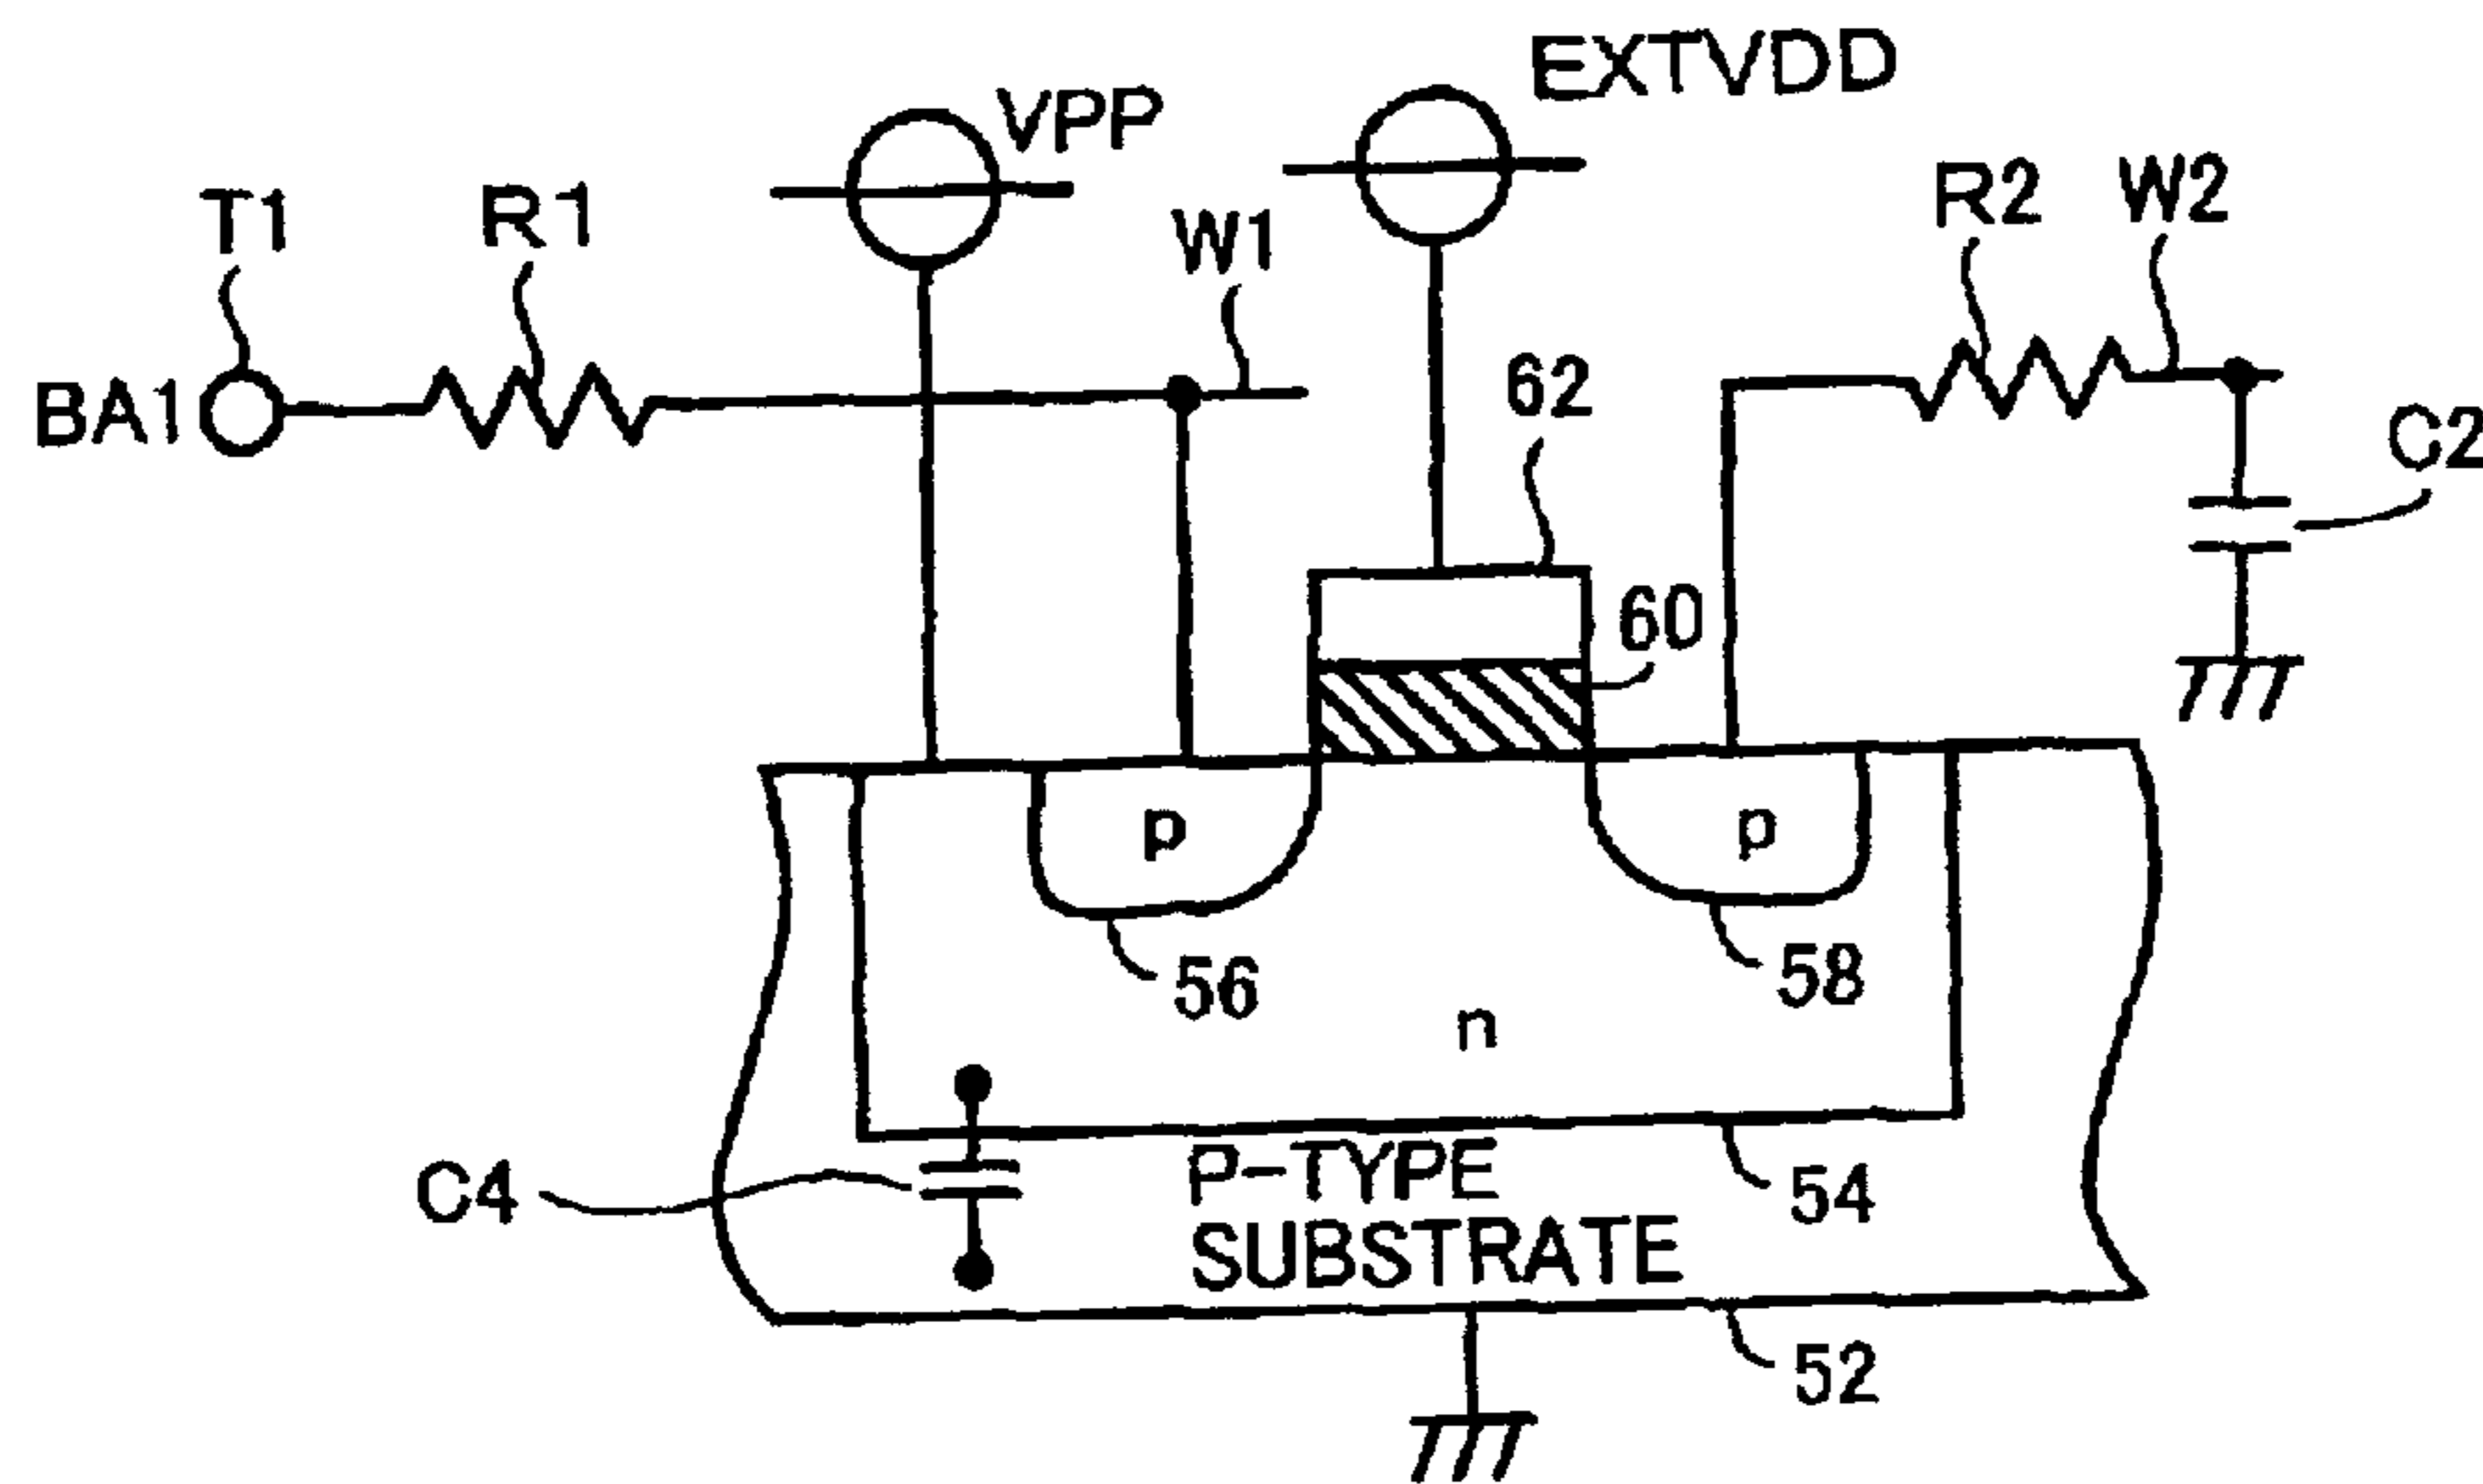 EXTVDD
VPP
T1
R1
W1
R2
W2
BA1
62
C2
60
p
p
56
58
n
C4
P-TYPE
SUBSTRATE
54
52